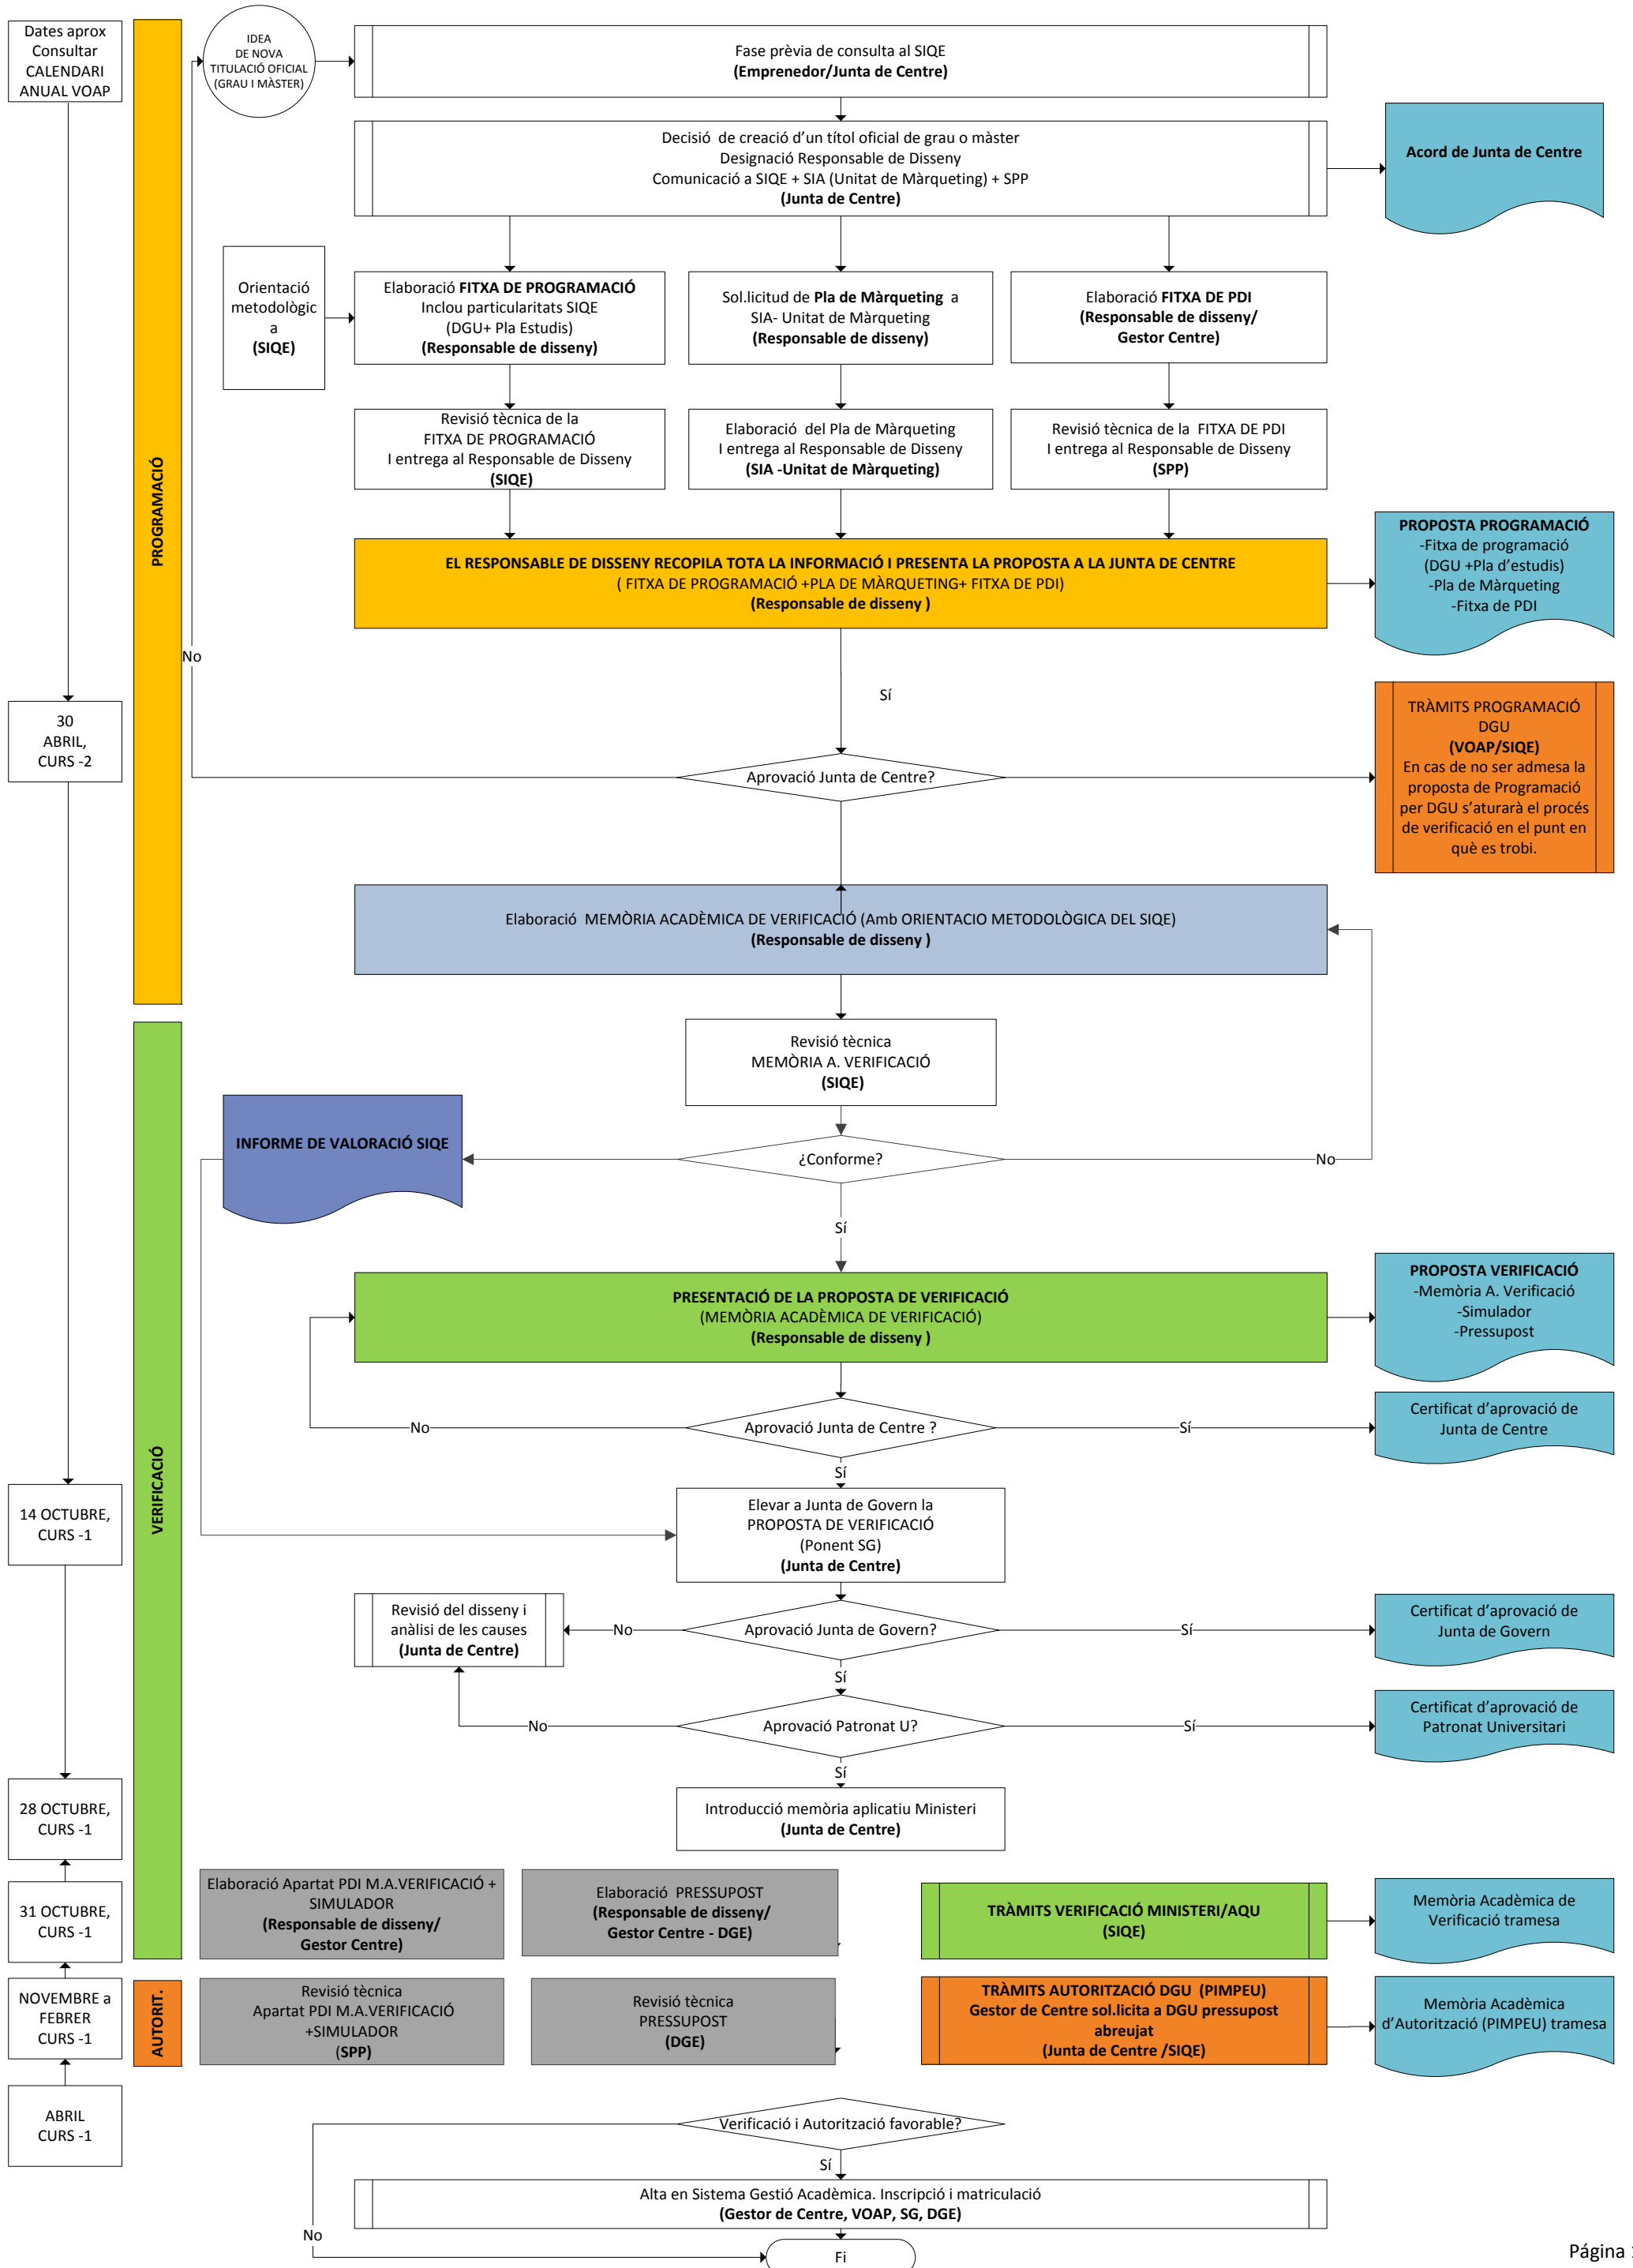 Dates aprox
Consultar
CALENDARI
ANUAL VOAP
IDEA
DE NOVA
TITULACIÓ OFICIAL
(GRAU I MÀSTER)
Fase prèvia de consulta al SIQE
(Emprenedor/Junta de Centre)
Decisió de creació d'un títol oficial de grau o màster
Designació Responsable de Disseny
Comunicació a SIQE + SIA (Unitat de Màrqueting) + SPP
(Junta de Centre)
Acord de Junta de Centre
PROGRAMACIÓ
Orientació
metodològic
a
(SIQE)
Elaboració FITXA DE PROGRAMACIÓ
Inclou particularitats SIQE
(DGU+ Pla Estudis)
(Responsable de disseny)
Sol.licitud de Pla de Màrqueting a
SIA- Unitat de Màrqueting
(Responsable de disseny)
Elaboració FITXA DE PDI
(Responsable de disseny/
Gestor Centre)
Revisió tècnica de la
FITXA DE PROGRAMACIÓ
I entrega al Responsable de Disseny
(SIQE)
Elaboració del Pla de Màrqueting
I entrega al Responsable de Disseny
(SIA -Unitat de Màrqueting)
Revisió tècnica de la FITXA DE PDI
I entrega al Responsable de Disseny
(SPP)
EL RESPONSABLE DE DISSENY RECOPILA TOTA LA INFORMACIÓ I PRESENTA LA PROPOSTA A LA JUNTA DE CENTRE
( FITXA DE PROGRAMACIÓ +PLA DE MÀRQUETING+ FITXA DE PDI)
(Responsable de disseny )
PROPOSTA PROGRAMACIÓ
-Fitxa de programació
(DGU +Pla d'estudis)
-Pla de Màrqueting
-Fitxa de PDI
No
Sí
30
ABRIL,
CURS -2
Aprovació Junta de Centre?
TRÀMITS PROGRAMACIÓ
DGU
(VOAP/SIQE)
En cas de no ser admesa la
proposta de Programació
per DGU s'aturarà el procés
de verificació en el punt en
què es trobi.
Elaboració MEMÒRIA ACADÈMICA DE VERIFICACIÓ (Amb ORIENTACIO METODOLÒGICA DEL SIQE)
(Responsable de disseny )
VERIFICACIÓ
Revisió tècnica
MEMÒRIA A. VERIFICACIÓ
(SIQE)
INFORME DE VALORACIÓ SIQE
¿Conforme?
No
Sí
PRESENTACIÓ DE LA PROPOSTA DE VERIFICACIÓ
(MEMÒRIA ACADÈMICA DE VERIFICACIÓ)
(Responsable de disseny )
PROPOSTA VERIFICACIÓ
-Memòria A. Verificació
-Simulador
-Pressupost
No
Aprovació Junta de Centre ?
Sí
Certificat d'aprovació de
Junta de Centre
Sí
14 OCTUBRE,
CURS -1
Elevar a Junta de Govern la
PROPOSTA DE VERIFICACIÓ
(Ponent SG)
(Junta de Centre)
Revisió del disseny i
anàlisi de les causes
(Junta de Centre)
No
Aprovació Junta de Govern?
Sí
Certificat d'aprovació de
Junta de Govern
Sí
No
Aprovació Patronat U?
Sí
Certificat d'aprovació de
Patronat Universitari
Sí
28 OCTUBRE,
CURS -1
Introducció memòria aplicatiu Ministeri
(Junta de Centre)
31 OCTUBRE,
CURS -1
Elaboració Apartat PDI M.A.VERIFICACIÓ +
SIMULADOR
(Responsable de disseny/
Gestor Centre)
Elaboració PRESSUPOST
(Responsable de disseny/
Gestor Centre - DGE)
TRÀMITS VERIFICACIÓ MINISTERI/AQU
(SIQE)
Memòria Acadèmica de
Verificació tramesa
NOVEMBRE a
FEBRER
CURS -1
AUTORIT.
Revisió tècnica
Apartat PDI M.A.VERIFICACIÓ
+SIMULADOR
(SPP)
Revisió tècnica
PRESSUPOST
(DGE)
TRÀMITS AUTORITZACIÓ DGU (PIMPEU)
Gestor de Centre sol.licita a DGU pressupost
abreujat
(Junta de Centre /SIQE)
Memòria Acadèmica
d'Autorització (PIMPEU) tramesa
ABRIL
CURS -1
Verificació i Autorització favorable?
Sí
Alta en Sistema Gestió Acadèmica. Inscripció i matriculació
(Gestor de Centre, VOAP, SG, DGE)
No
Fi
Página 1